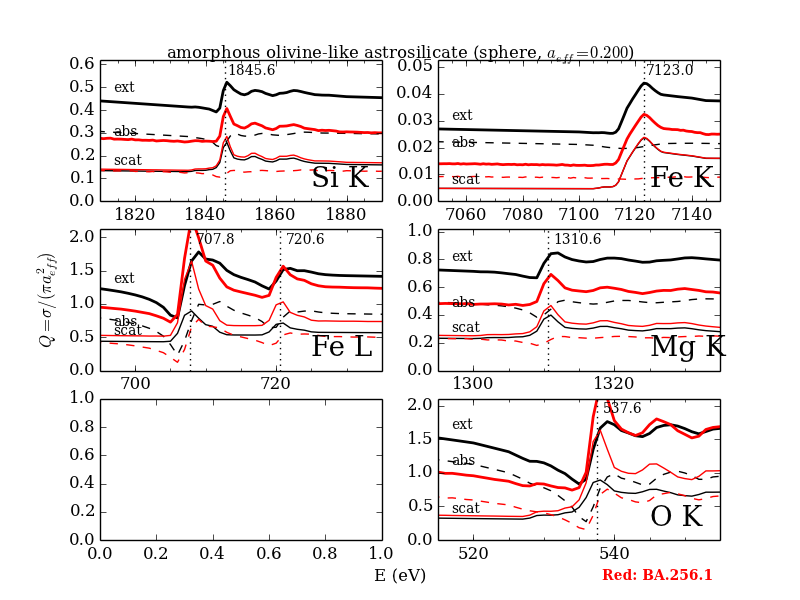 amorphous olivine-like astrosilicate (sphere, a_eff=0.200)
0.6
0.5
0.4
0.3
0.2
0.1
0.0
ext
abs
scat
1845.6
Si K
1820 1840 1860 1880
0.05
0.04
0.03
0.02
0.01
0.00
ext
abs
scat
7123.0
Fe K
7060 7080 7100 7120 7140
Q=σ/(πa²_eff)
2.0
1.5
1.0
0.5
0.0
ext
abs
scat
707.8
720.6
Fe L
700 720
1.0
0.8
0.6
0.4
0.2
0.0
ext
abs
scat
1310.6
Mg K
1300 1320
1.0
0.8
0.6
0.4
0.2
0.0
0.0 0.2 0.4 0.6 0.8 1.0
2.0
1.5
1.0
0.5
0.0
ext
abs
scat
537.6
O K
520 540
E (eV)
Red: BA.256.1